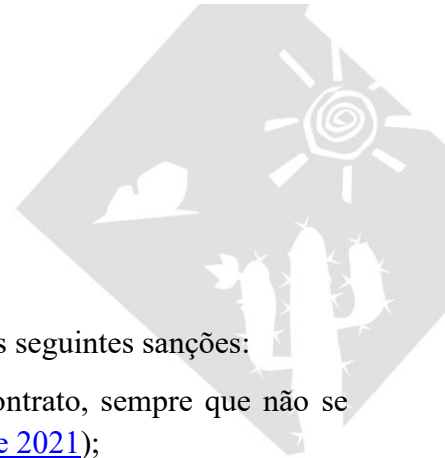 s seguintes sanções:
ontrato, sempre que não se
e 2021);